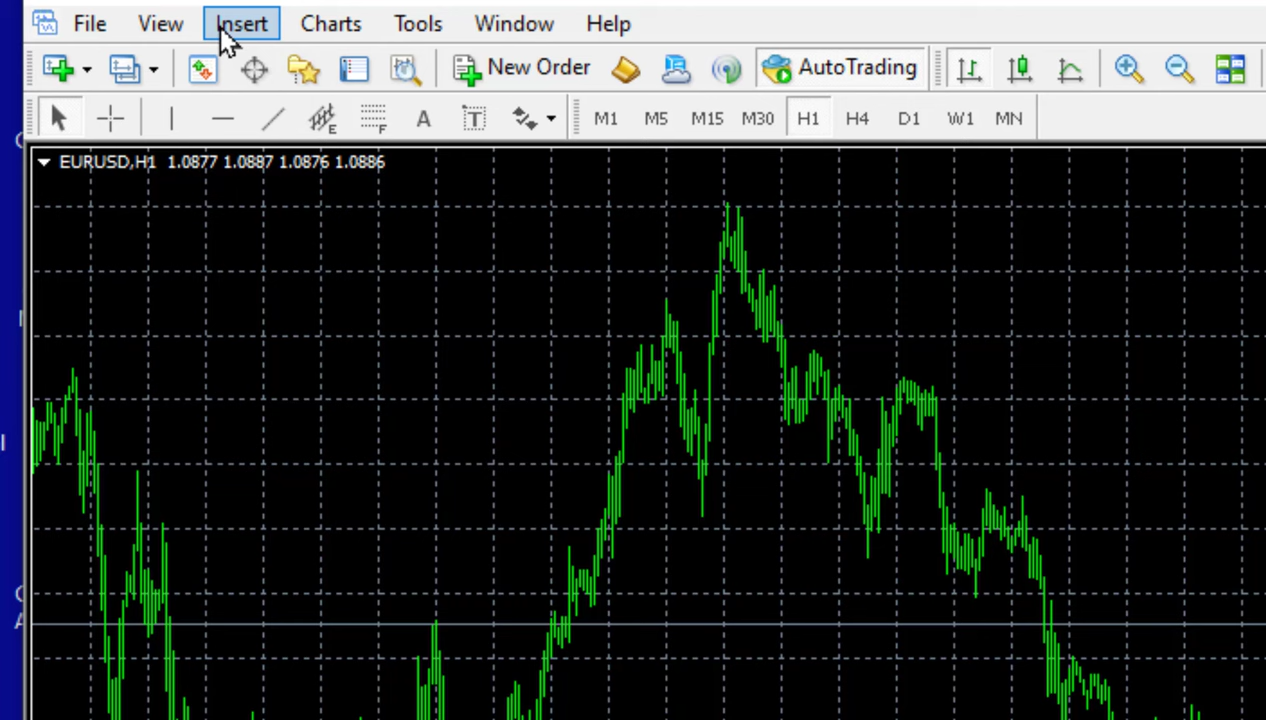 File View Insert Charts Tools Window Help
New Order AutoTrading
E F A T M1 M5 M15 M30 H1 H4 D1 W1 MN
EURUSD,H1 1.0877 1.0887 1.0876 1.0886